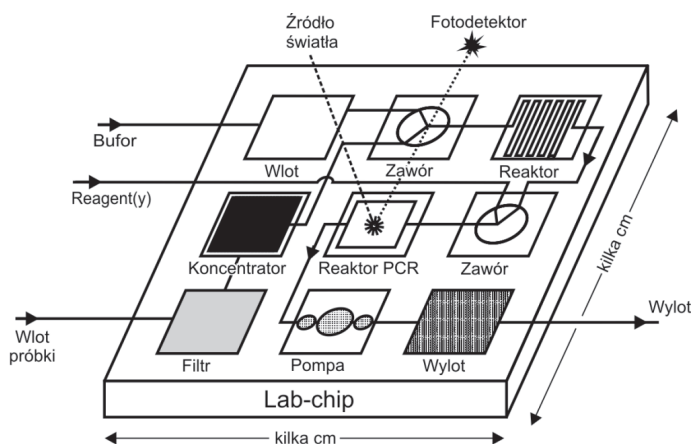 Źródło
światła
Fotodetektor
Bufor
Wlot
Zawór
Reaktor
Reagent(y)
Koncentrator
Reaktor PCR
Zawór
kilka cm
Wlot
próbki
Filtr
Pompa
Wylot
Wylot
Lab-chip
kilka cm